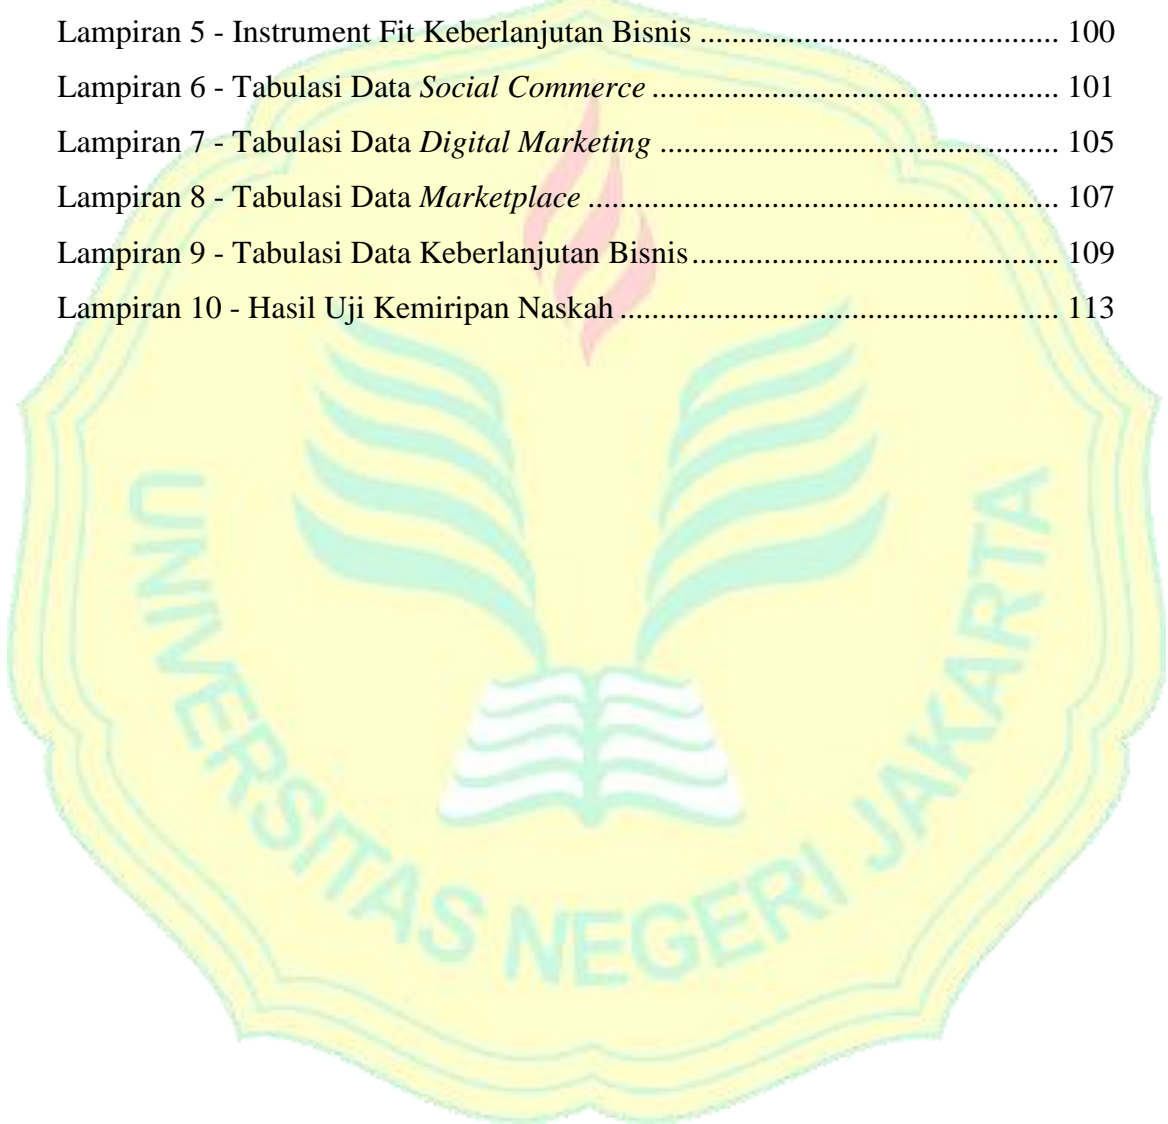 Lampiran 5 - Instrument Fit Keberlanjutan Bisnis ............................................. 100
Lampiran 6 - Tabulasi Data Social Commerce ................................................... 101
Lampiran 7 - Tabulasi Data Digital Marketing .................................................. 105
Lampiran 8 - Tabulasi Data Marketplace ........................................................... 107
Lampiran 9 - Tabulasi Data Keberlanjutan Bisnis .............................................. 109
Lampiran 10 - Hasil Uji Kemiripan Naskah ....................................................... 113
UNIVERSITAS NEGERI JAKARTA